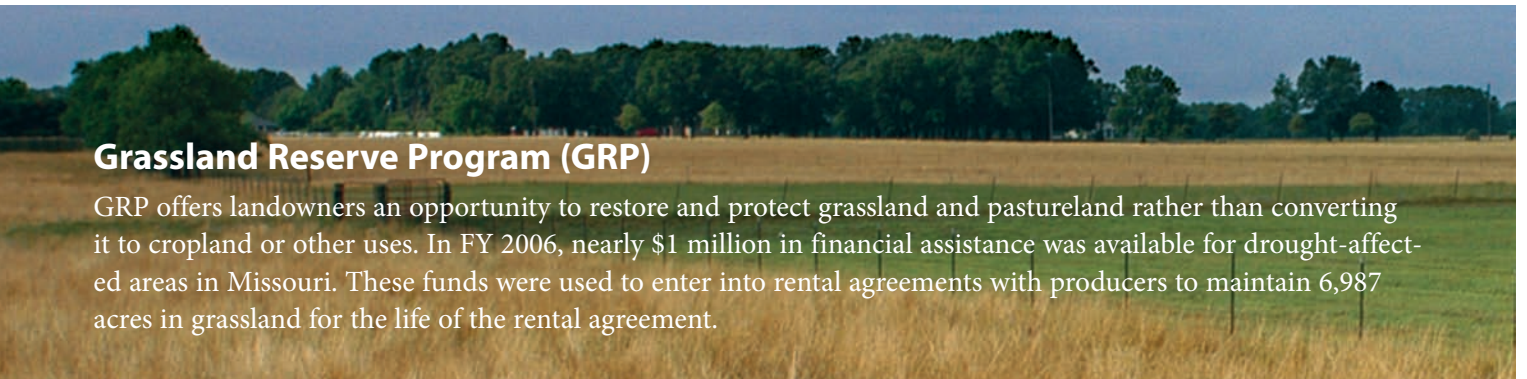 Grassland Reserve Program (GRP)
GRP offers landowners an opportunity to restore and protect grassland and pastureland rather than converting
it to cropland or other uses. In FY 2006, nearly $1 million in financial assistance was available for drought-affect-
ed areas in Missouri. These funds were used to enter into rental agreements with producers to maintain 6,987
acres in grassland for the life of the rental agreement.